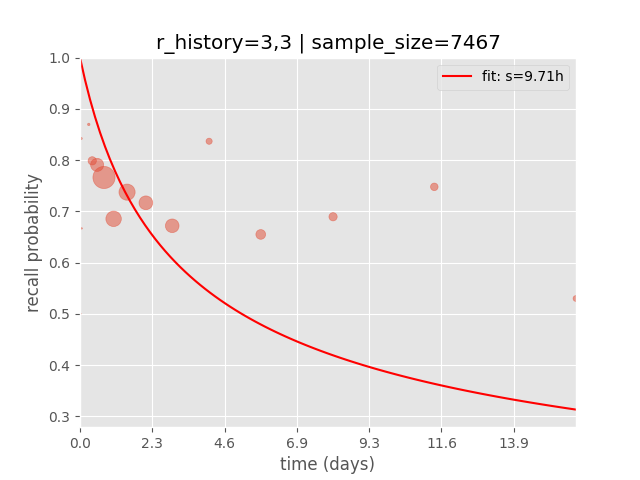 r_history=3,3 | sample_size=7467
fit: s=9.71h
1.0
0.9
0.8
0.7
0.6
0.5
0.4
0.3
recall probability
0.0 2.3 4.6 6.9 9.3 11.6 13.9
time (days)